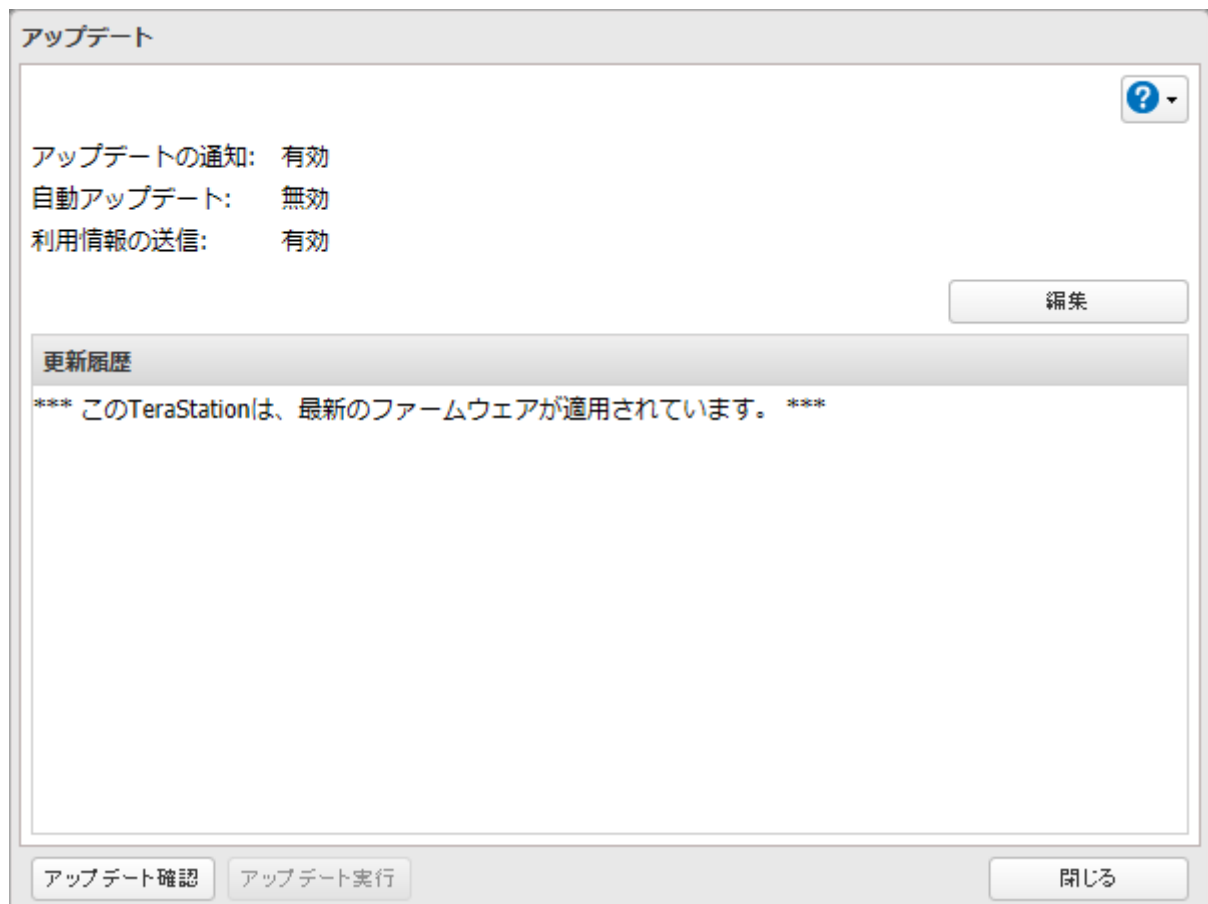 アップデート
アップデートの通知: 有効
自動アップデート: 無効
利用情報の送信: 有効
編集
更新履歴
*** このTeraStationは、最新のファームウェアが適用されています。 ***
アップデート確認 アップデート実行 閉じる